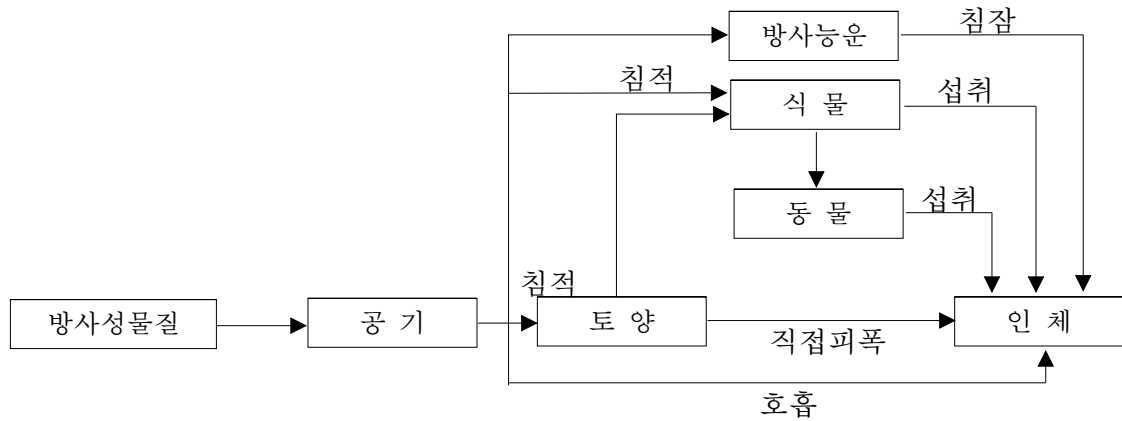 방사능운
침잠
침적
식 물
섭취
동 물
섭취
침적
방사성물질
공 기
토 양
인 체
직접피폭
호흡